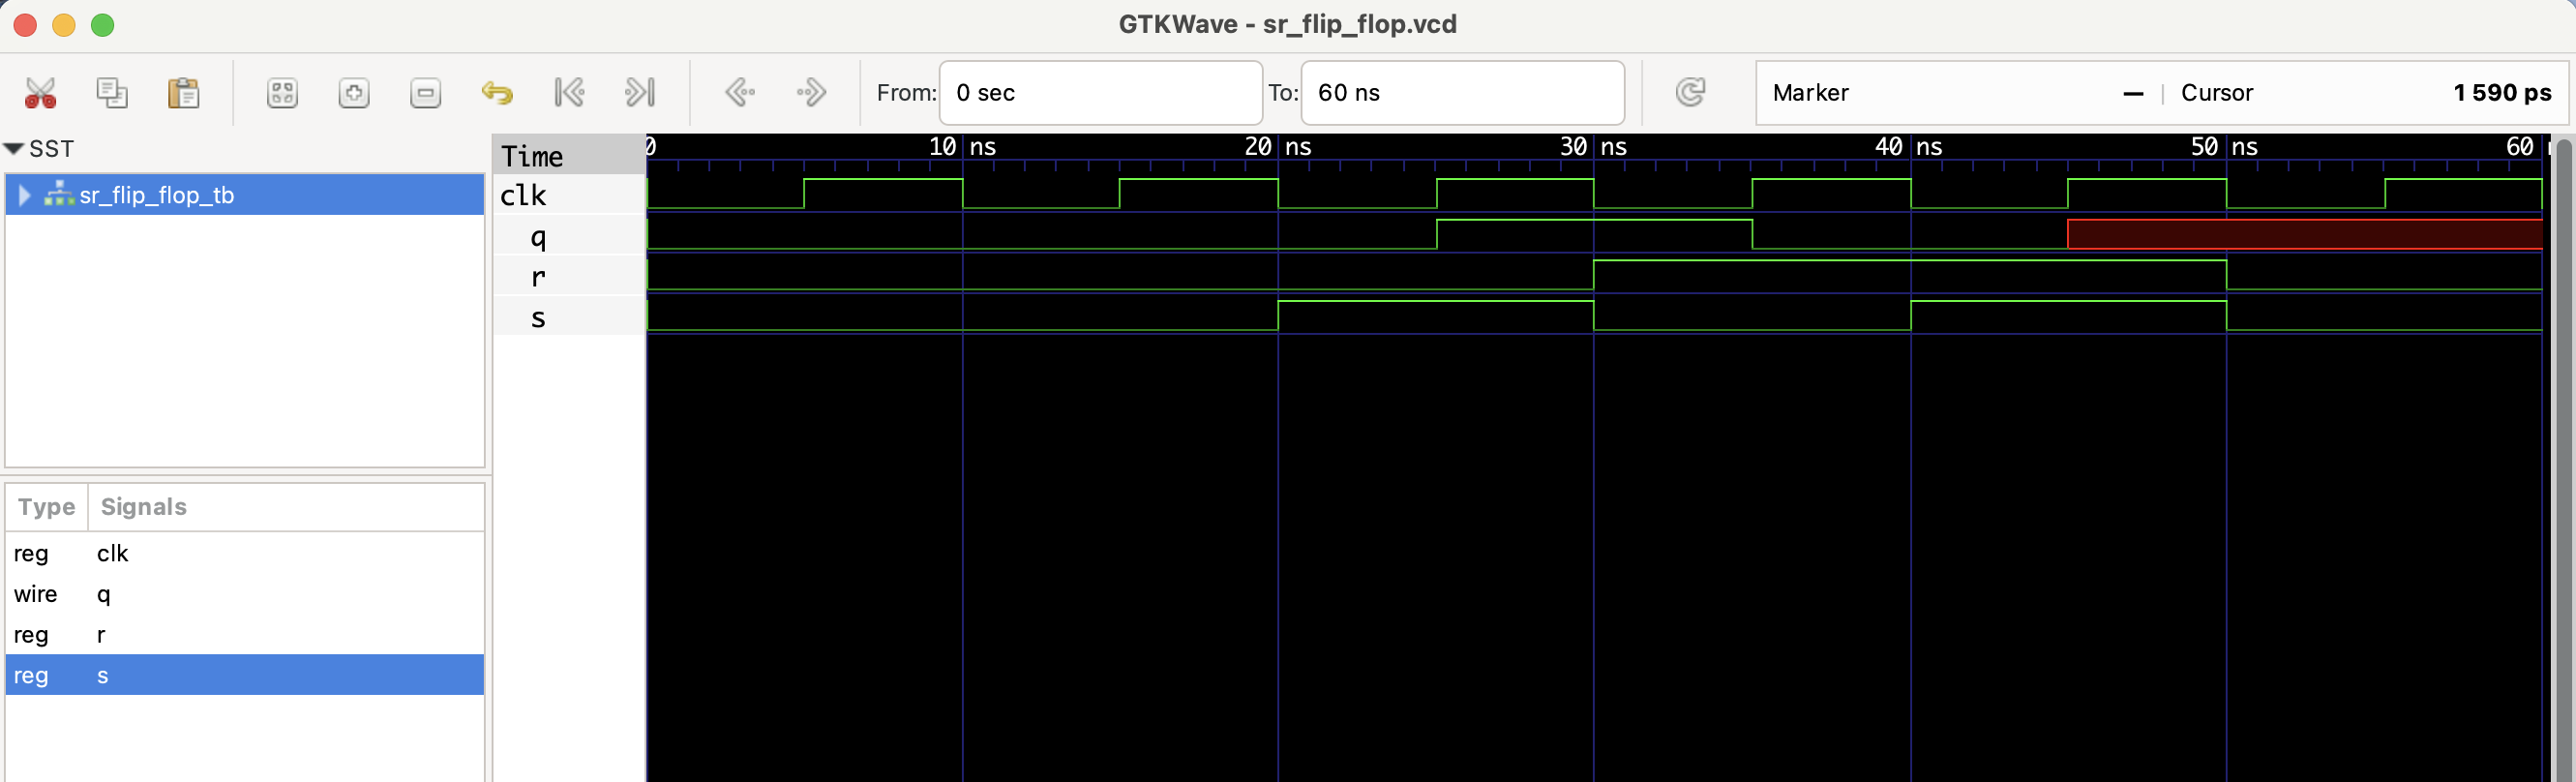 GTKWave - sr_flip_flop.vcd
From: 0 sec To: 60 ns Marker — | Cursor 1 590 ps
SST
sr_flip_flop_tb
Type Signals
reg clk
wire q
reg r
reg s
Time 0 10 ns 20 ns 30 ns 40 ns 50 ns 60
clk
q
r
s